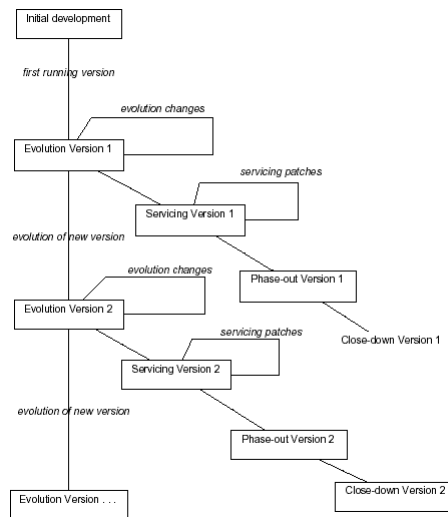 Initial development
first running version
evolution changes
Evolution Version 1
servicing patches
Servicing Version 1
evolution of new version
evolution changes
Phase-out Version 1
Evolution Version 2
servicing patches
Close-down Version 1
Servicing Version 2
evolution of new version
Phase-out Version 2
Close-down Version 2
Evolution Version . . .